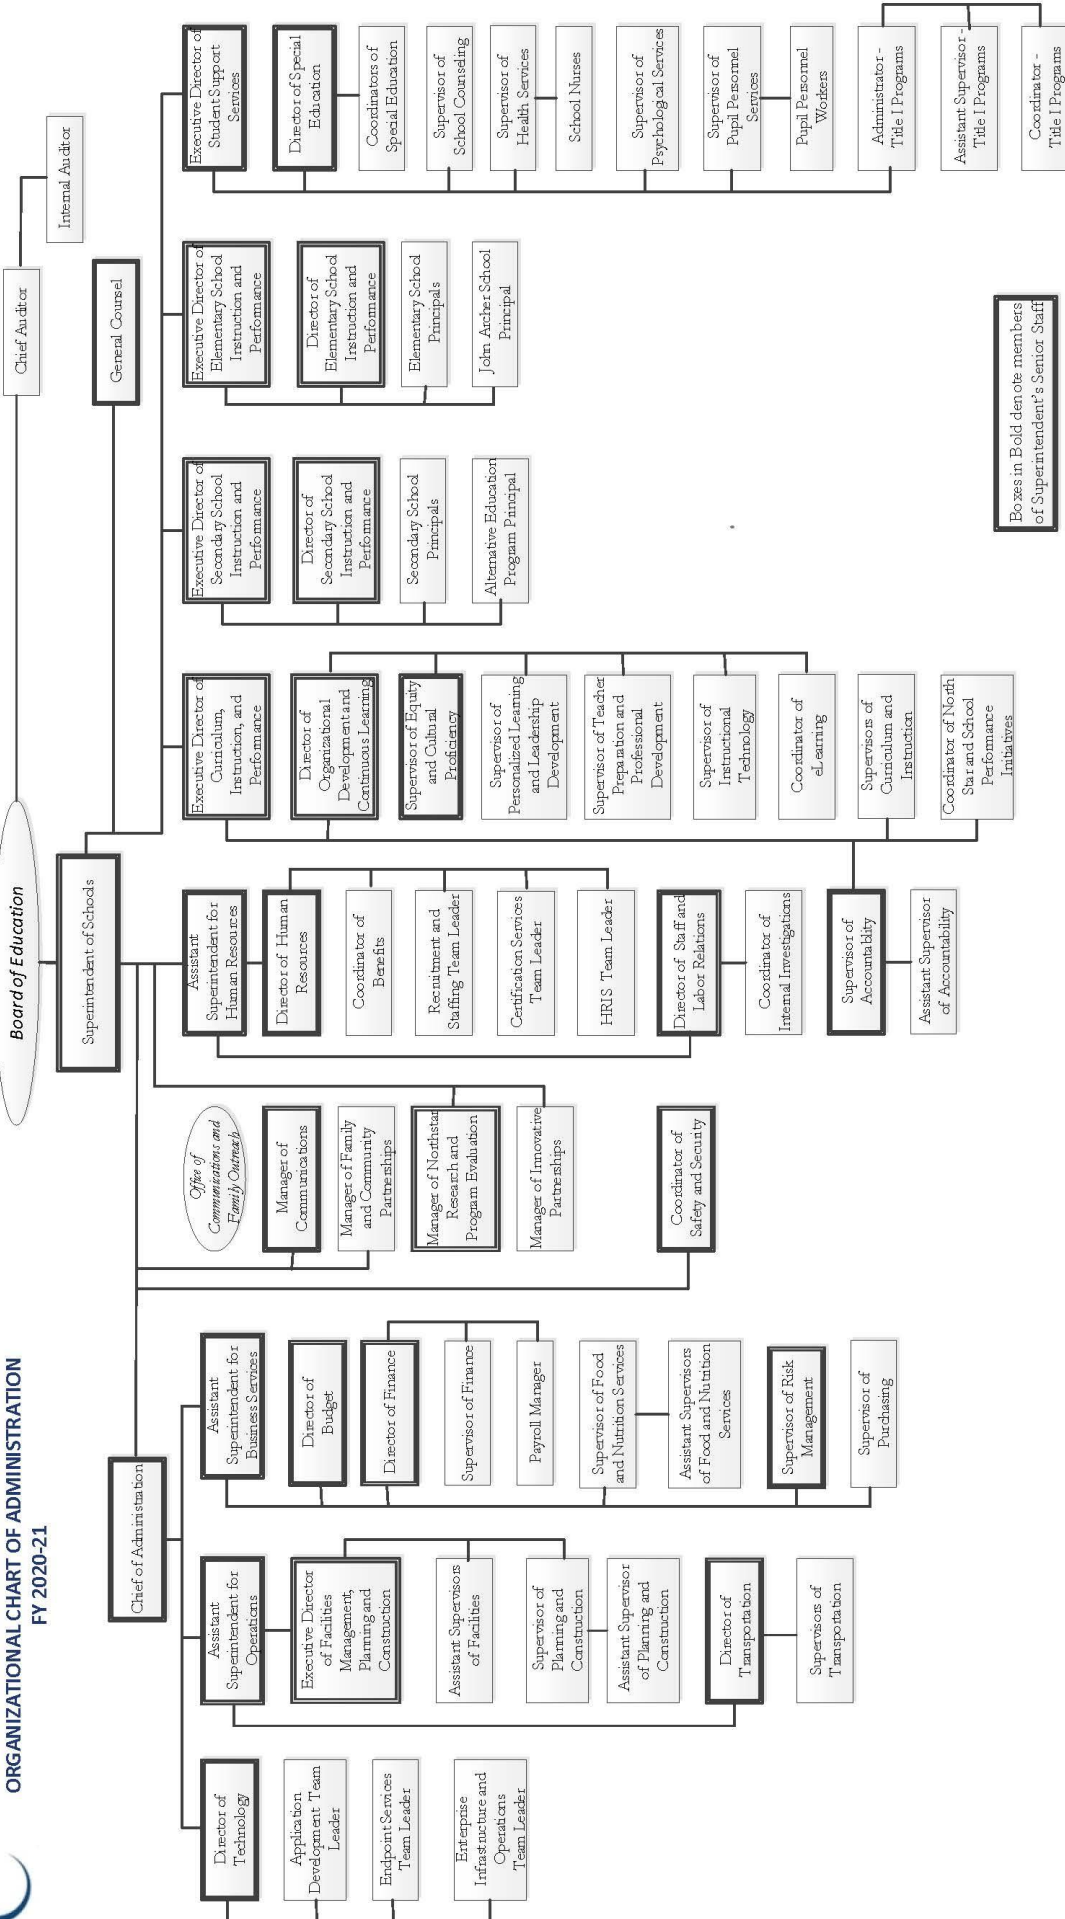 ORGANIZATIONAL CHART OF ADMINISTRATION
FY 2020-21
Board of Education
Chief Auditor
Internal Auditor
Superintendent of Schools
General Counsel
Chief of Administration
Director of
Technology
Application
Development Team
Leader
Endpoint Services
Team Leader
Enterprise
Infrastructure and
Operations
Team Leader
Assistant
Superintendent for
Operations
Executive Director
of Facilities
Management,
Planning and
Construction
Assistant Supervisors
of Facilities
Supervisor of
Planning and
Construction
Assistant Supervisor
of Planning and
Construction
Director of
Transportation
Supervisors of
Transportation
Assistant
Superintendent for
Business Services
Director of
Budget
Director of Finance
Supervisor of Finance
Payroll Manager
Supervisor of Food
and Nutrition Services
Assistant Supervisors
of Food and Nutrition
Services
Supervisor of Risk
Management
Supervisor of
Purchasing
Office of
Communications and
Family Outreach
Manager of
Communications
Manager of Family
and Community
Partnerships
Manager of Northstar
Research and
Program Evaluation
Manager of Innovative
Partnerships
Coordinator of
Safety and Security
Assistant
Superintendent for
Human Resources
Director of Human
Resources
Coordinator of
Benefits
Recruitment and
Staffing Team Leader
Certification Services
Team Leader
HRIS Team Leader
Director of Staff and
Labor Relations
Coordinator of
Internal Investigations
Supervisor of
Accountablity
Assistant Supervisor
of Accountability
Executive Director of
Curriculum,
Instruction, and
Performance
Director of
Organizational
Development and
Continuous Learning
Supervisor of Equity
and Cultural
Proficiency
Supervisor of
Personalized Learning
and Leadership
Development
Supervisor of Teacher
Preparation and
Professional
Development
Supervisor of
Instructional
Technology
Coordinator of
eLearning
Supervisors of
Curriculum and
Instruction
Coordinator of North
Star and School
Performance
Initiatives
Executive Director of
Secondary School
Instruction and
Performance
Director of
Secondary School
Instruction and
Performance
Secondary School
Principals
Alternative Education
Program Principal
Executive Director of
Elementary School
Instruction and
Performance
Director of
Elementary School
Instruction and
Performance
Elementary School
Principals
John Archer School
Principal
Executive Director of
Student Support
Services
Director of Special
Education
Coordinators of
Special Education
Supervisor of
School Counseling
Supervisor of
Health Services
School Nurses
Supervisor of
Psychological Services
Supervisor of
Pupil Personnel
Services
Pupil Personnel
Workers
Administrator -
Title I Programs
Assistant Supervisor -
Title I Programs
Coordinator -
Title I Programs
Boxes in Bold denote members
of Superintendent's Senior Staff